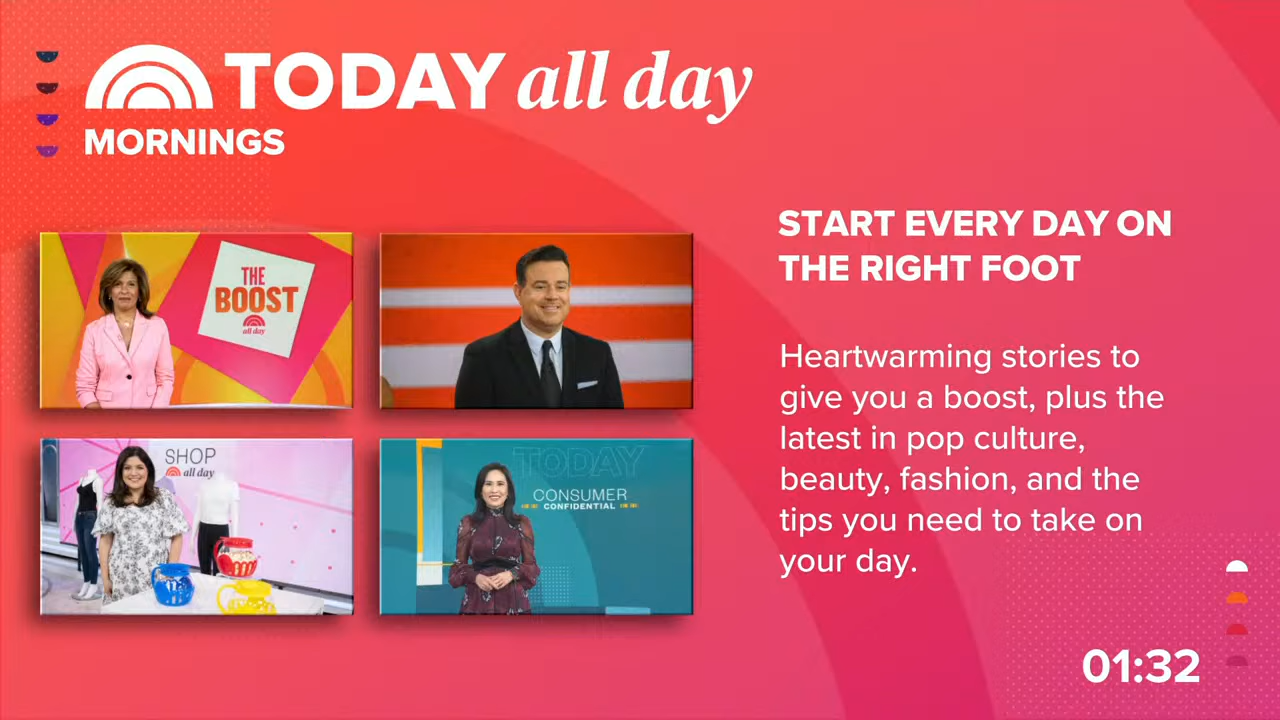 TODAY all day
MORNINGS
START EVERY DAY ON
THE RIGHT FOOT
THE
BOOST
all day
Heartwarming stories to
give you a boost, plus the
latest in pop culture,
beauty, fashion, and the
tips you need to take on
your day.
SHOP
all day
TODAY
CONSUMER
CONFIDENTIAL
01:32